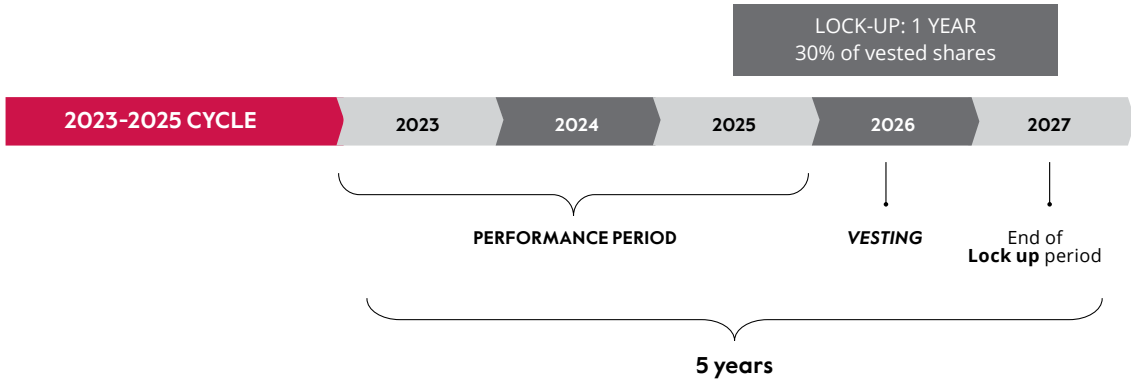 LOCK-UP: 1 YEAR
30% of vested shares
2023-2025 CYCLE
2023
2024
2025
2026
2027
PERFORMANCE PERIOD
VESTING
End of
Lock up period
5 years